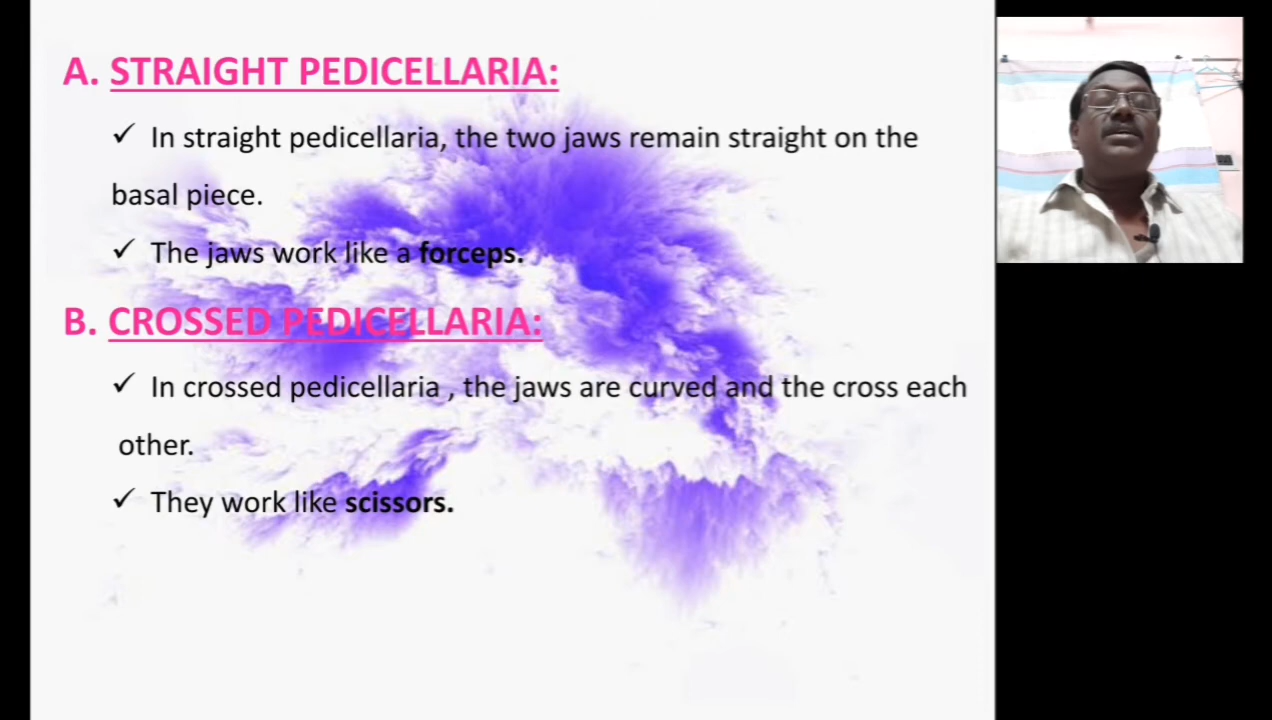 A. STRAIGHT PEDICELLARIA:
✓ In straight pedicellaria, the two jaws remain straight on the
basal piece.
✓ The jaws work like a forceps.
B. CROSSED PEDICELLARIA:
✓ In crossed pedicellaria , the jaws are curved and the cross each
other.
✓ They work like scissors.